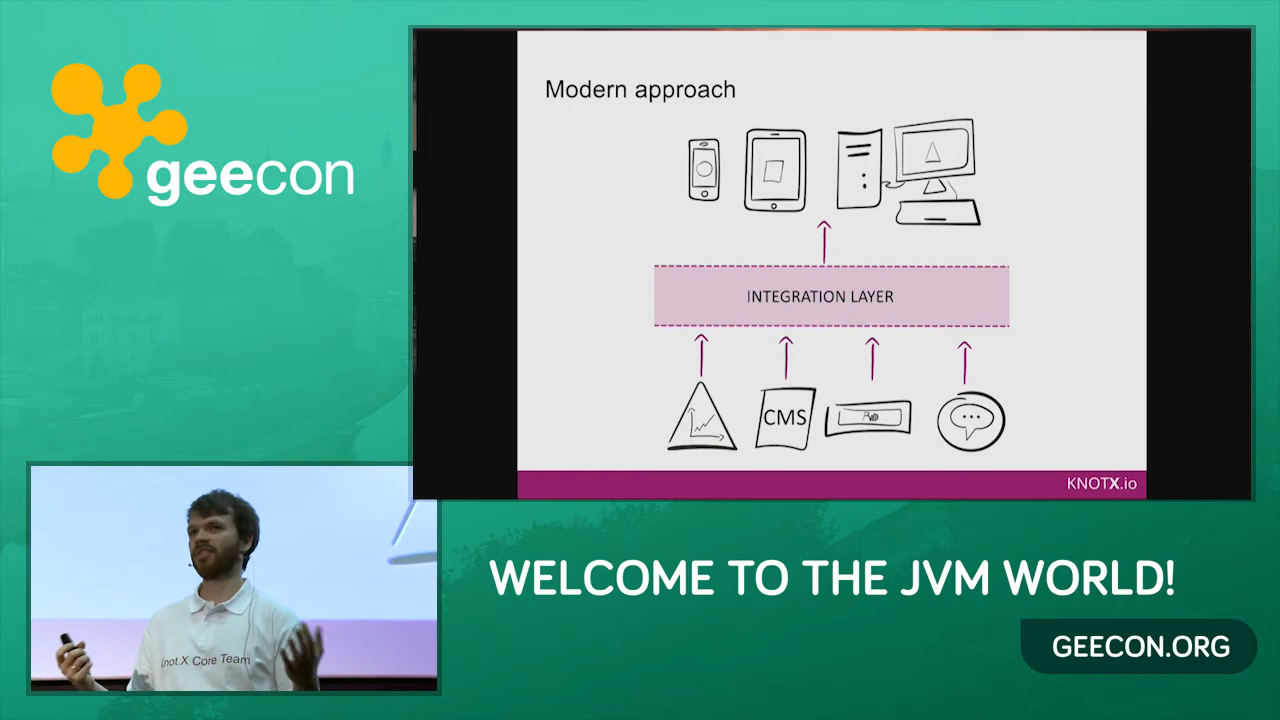 geecon
Modern approach
INTEGRATION LAYER
CMS
KNOTX.io
Knot.X Core Team
WELCOME TO THE JVM WORLD!
GEECON.ORG